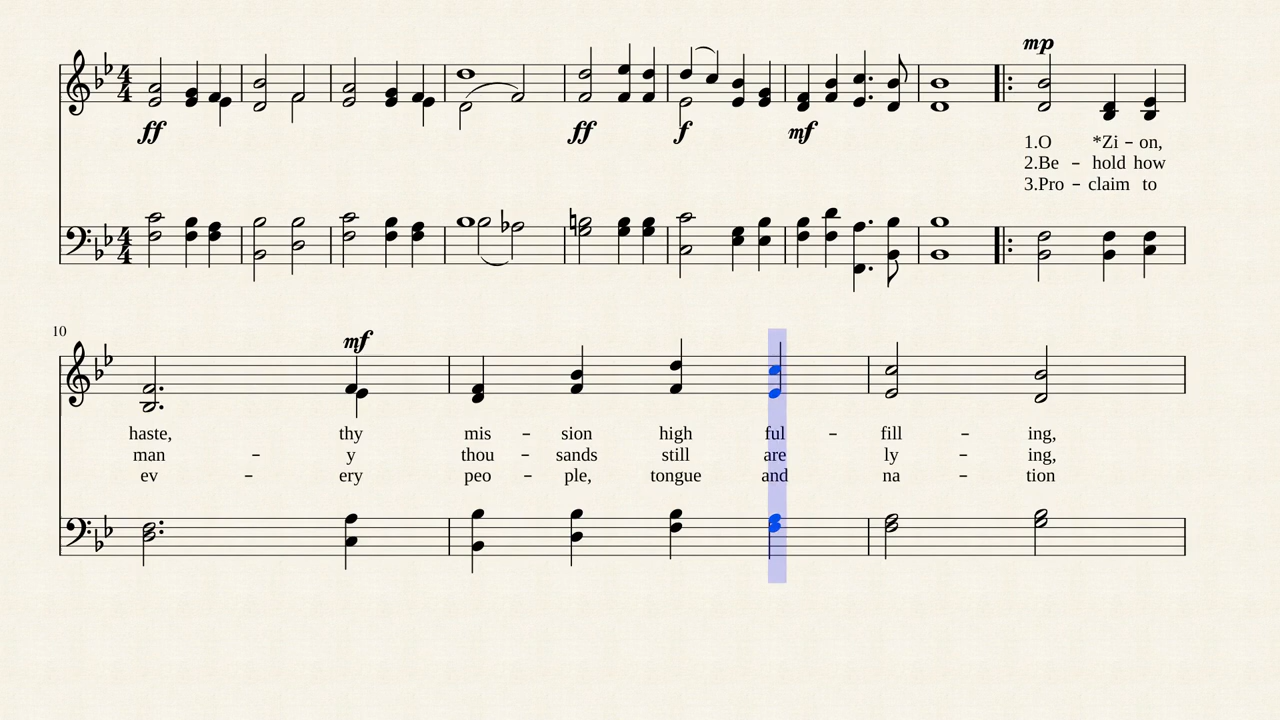 mp
ff ff f mf
1.O *Zi – on,
2.Be – hold how
3.Pro – claim to
10
mf
haste, thy mis – sion high ful – fill – ing,
man – y thou – sands still are ly – ing,
ev – ery peo – ple, tongue and na – tion